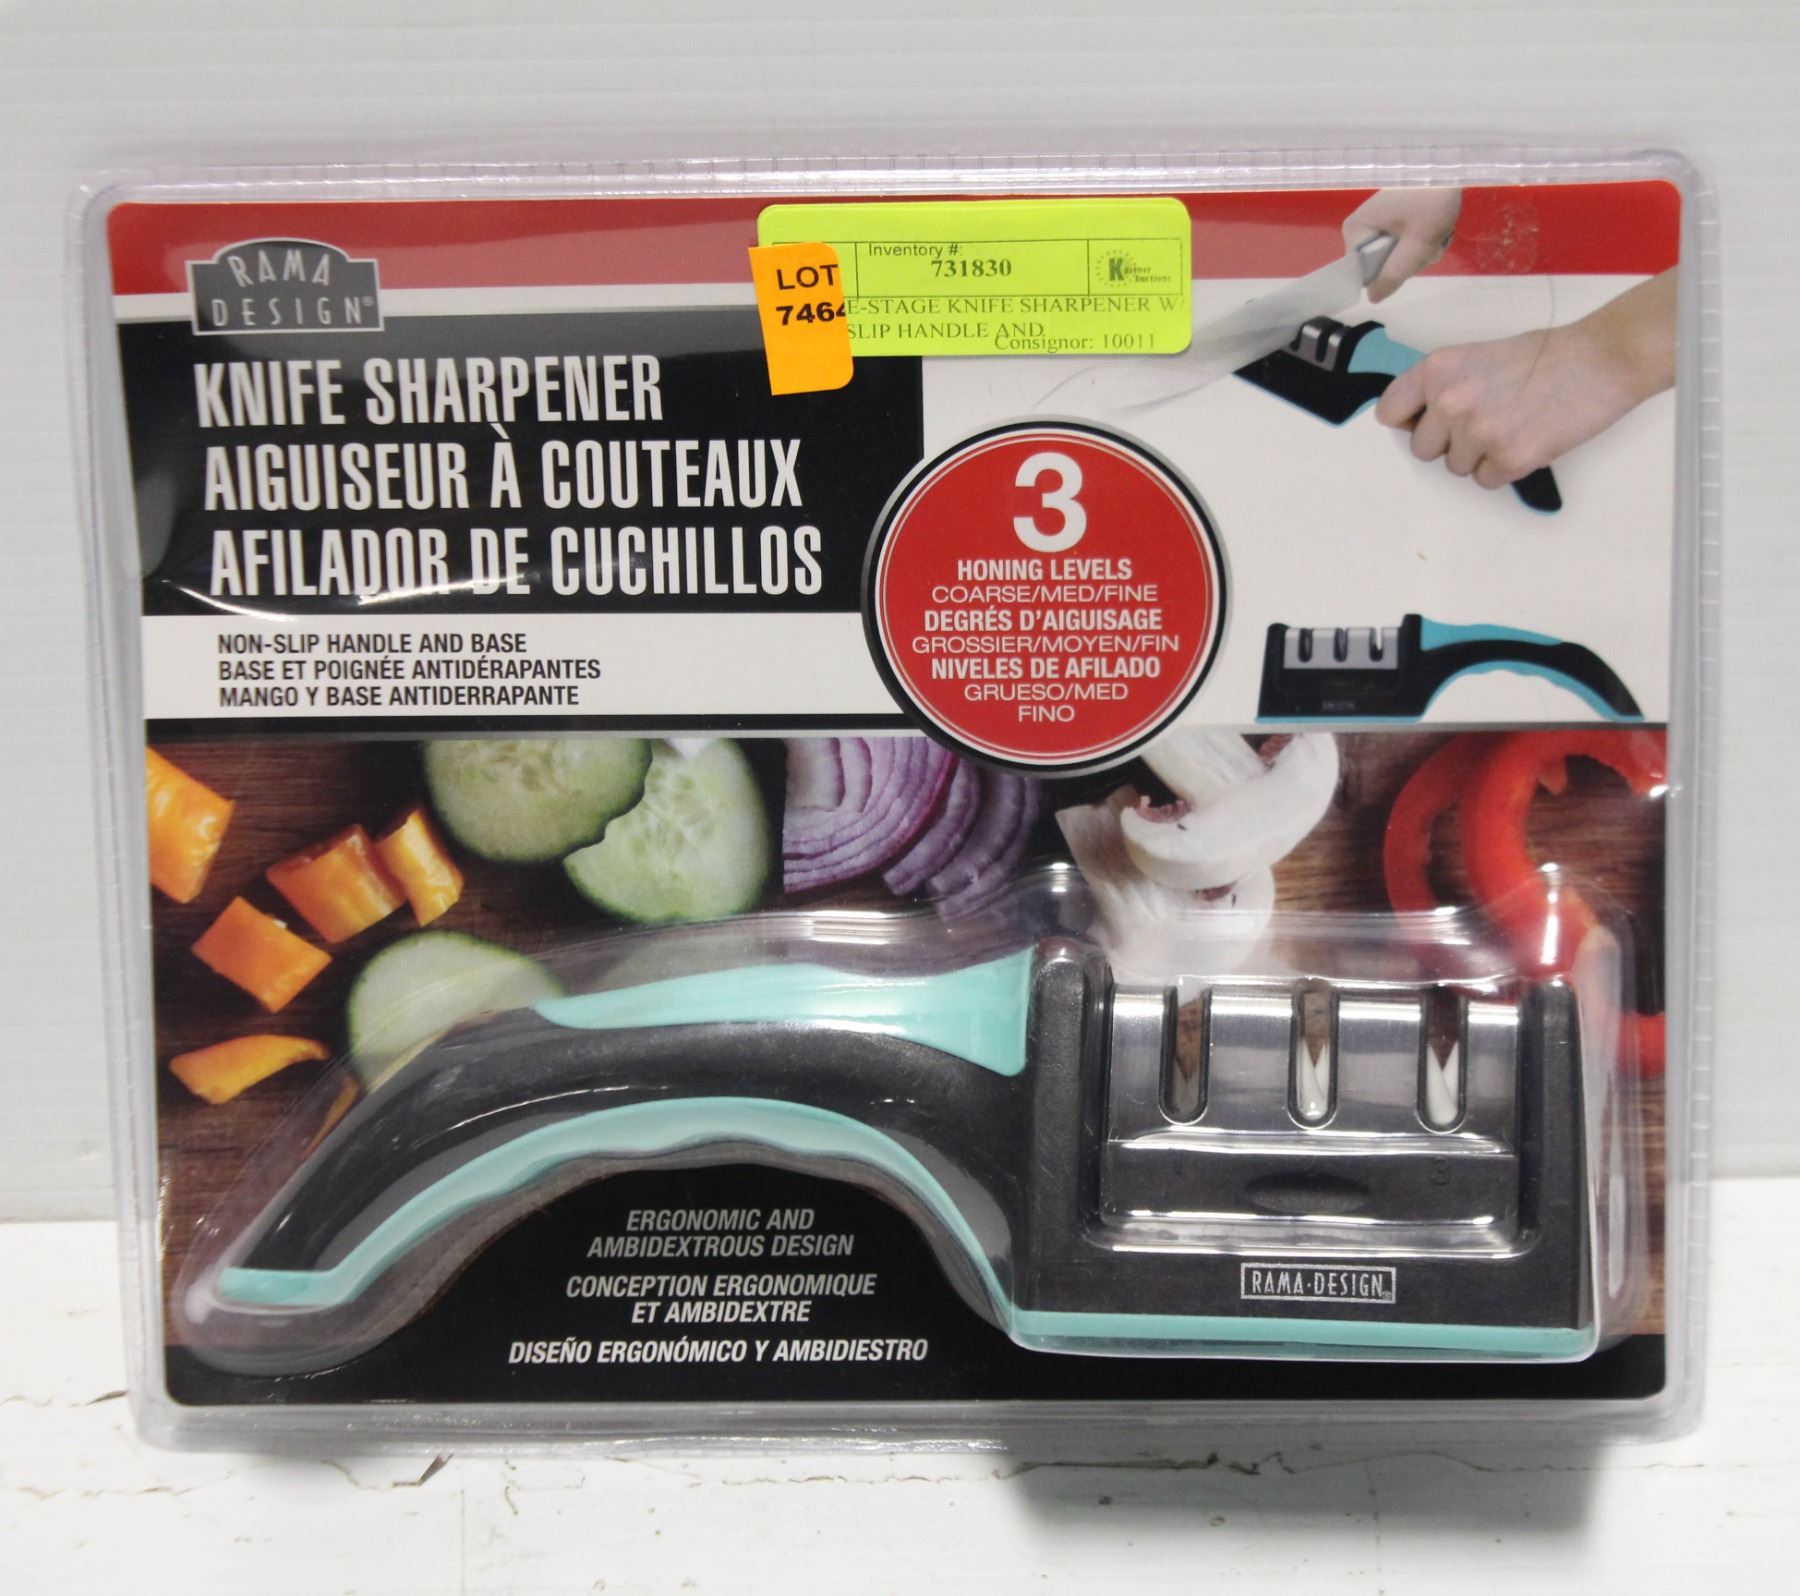 RAMA
DESIGN®
LOT
7464
Inventory #:
731830
E-STAGE KNIFE SHARPENER W/
SLIP HANDLE AND
Consignor: 10011
KNIFE SHARPENER
AIGUISEUR À COUTEAUX
AFILADOR DE CUCHILLOS
NON-SLIP HANDLE AND BASE
BASE ET POIGNÉE ANTIDÉRAPANTES
MANGO Y BASE ANTIDERRAPANTE
3
HONING LEVELS
COARSE/MED/FINE
DEGRÉS D'AIGUISAGE
GROSSIER/MOYEN/FIN
NIVELES DE AFILADO
GRUESO/MED
FINO
1 3
RAMA·DESIGN®
ERGONOMIC AND
AMBIDEXTROUS DESIGN
CONCEPTION ERGONOMIQUE
ET AMBIDEXTRE
DISEÑO ERGONÓMICO Y AMBIDIESTRO